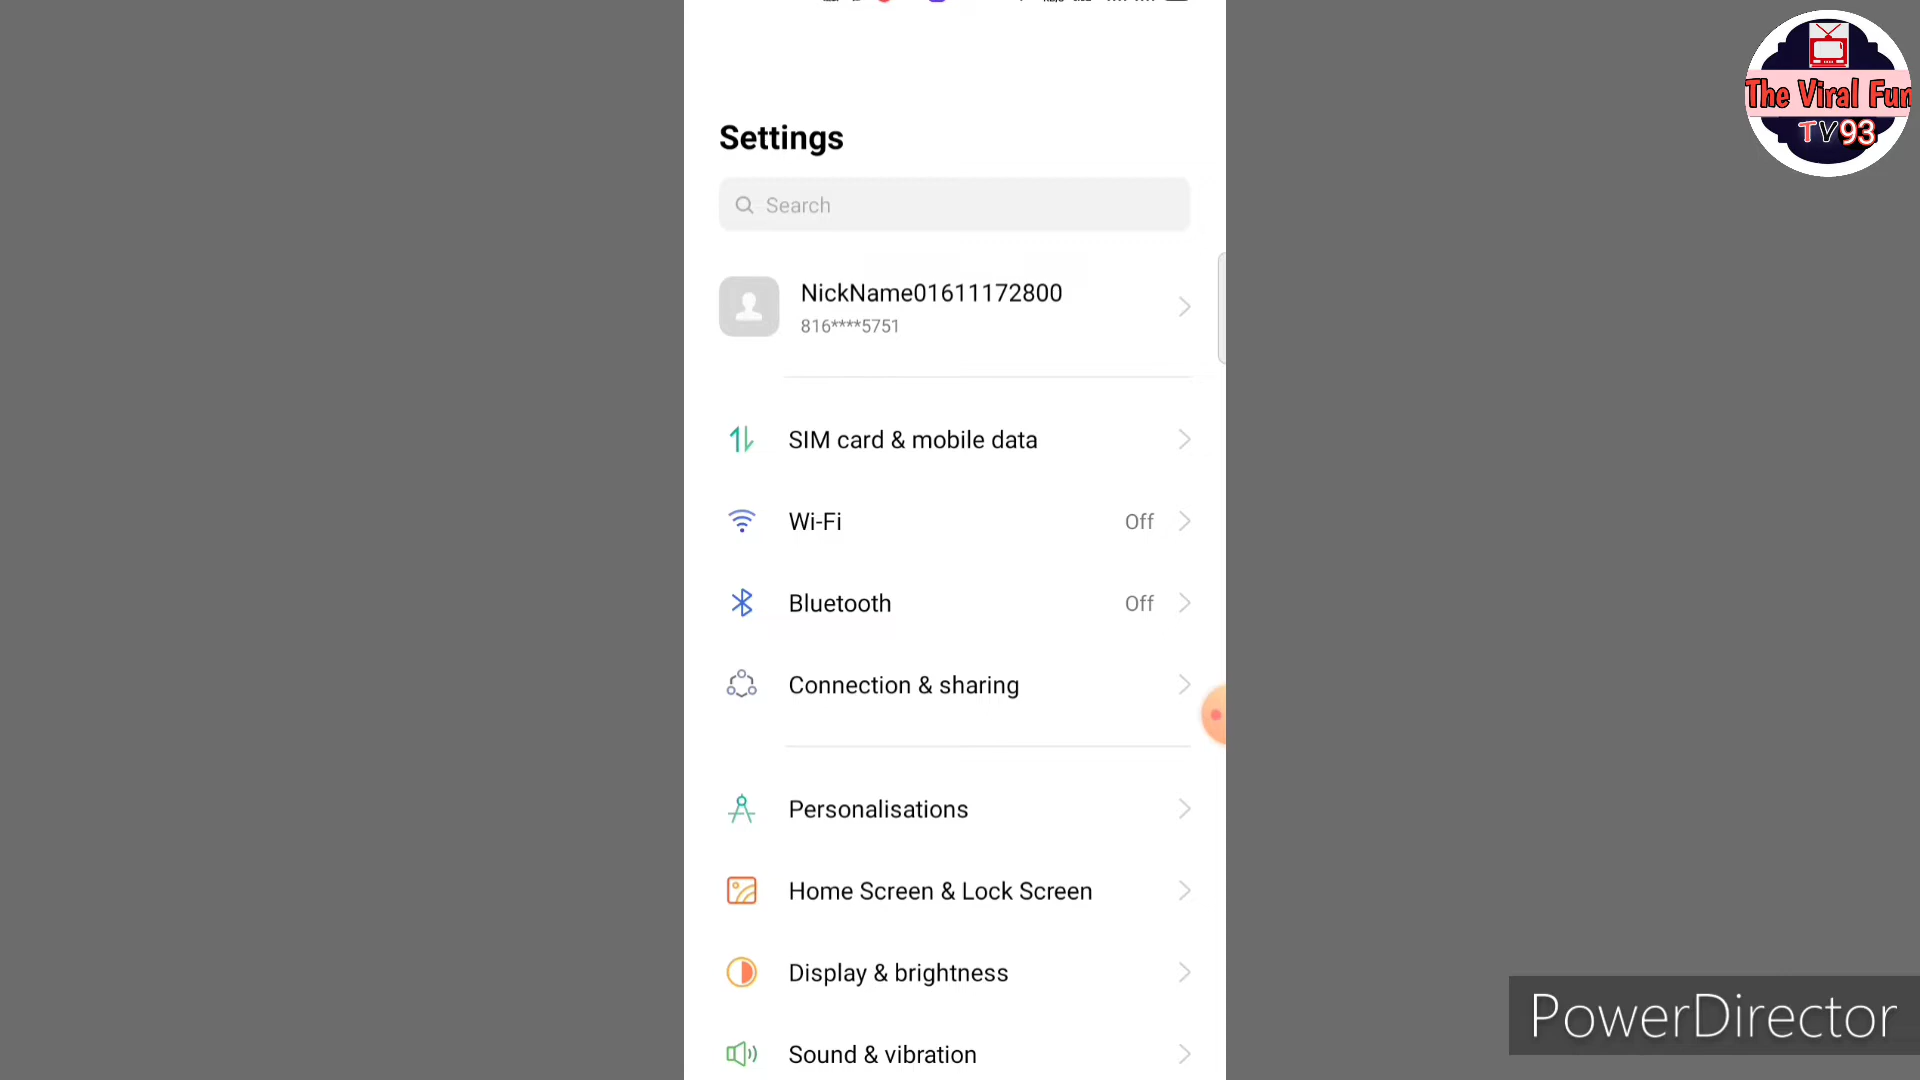 The Viral Fun
TV93
Settings
Search
NickName01611172800
816****5751
SIM card & mobile data
Wi-Fi
Off
Bluetooth
Off
Connection & sharing
Personalisations
Home Screen & Lock Screen
Display & brightness
Sound & vibration
PowerDirector